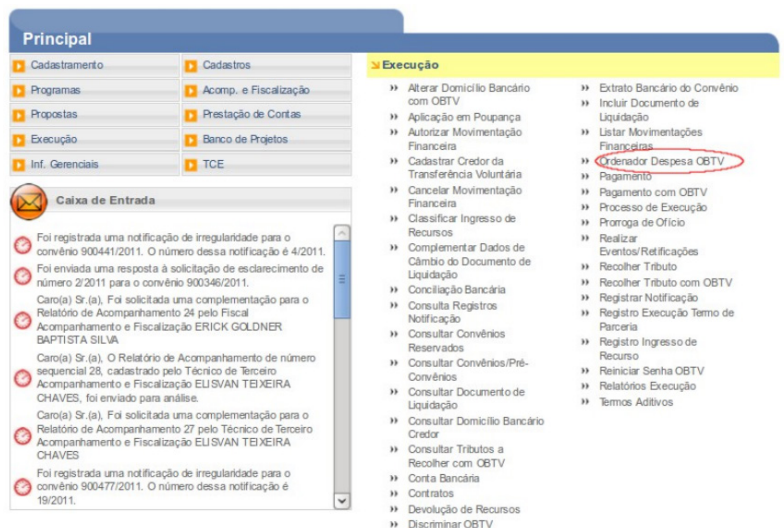 Principal
Cadastramento
Cadastros
Programas
Acomp. e Fiscalização
Propostas
Prestação de Contas
Execução
Banco de Projetos
Inf. Gerenciais
TCE
Caixa de Entrada
Foi registrada uma notificação de irregularidade para o
convênio 900441/2011. O número dessa notificação é 4/2011.
Foi enviada uma resposta à solicitação de esclarecimento de
número 2/2011 para o convênio 900346/2011.
Caro(a) Sr.(a), Foi solicitada uma complementação para o
Relatório de Acompanhamento 24 pelo Fiscal
Acompanhamento e Fiscalização ERICK GOLDNER
BAPTISTA SILVA
Caro(a) Sr.(a), O Relatório de Acompanhamento de número
sequencial 28, cadastrado pelo Técnico de Terceiro
Acompanhamento e Fiscalização ELISVAN TEIXEIRA
CHAVES, foi enviado para análise.
Caro(a) Sr.(a), Foi solicitada uma complementação para o
Relatório de Acompanhamento 27 pelo Técnico de Terceiro
Acompanhamento e Fiscalização ELISVAN TEIXEIRA
CHAVES
Foi registrada uma notificação de irregularidade para o
convênio 900477/2011. O número dessa notificação é
19/2011.
Execução
Alterar Domicílio Bancário
com OBTV
Aplicação em Poupança
Autorizar Movimentação
Financeira
Cadastrar Credor da
Transferência Voluntária
Cancelar Movimentação
Financeira
Classificar Ingresso de
Recursos
Complementar Dados de
Câmbio do Documento de
Liquidação
Conciliação Bancária
Consulta Registros
Notificação
Consultar Convênios
Reservados
Consultar Convênios/Pré-
Convênios
Consultar Documento de
Liquidação
Consultar Domicílio Bancário
Credor
Consultar Tributos a
Recolher com OBTV
Conta Bancária
Contratos
Devolução de Recursos
Discriminar OBTV
Extrato Bancário do Convênio
Incluir Documento de
Liquidação
Listar Movimentações
Financeiras
Ordenador Despesa OBTV
Pagamento
Pagamento com OBTV
Processo de Execução
Prorroga de Ofício
Realizar
Eventos/Retificações
Recolher Tributo
Recolher Tributo com OBTV
Registrar Notificação
Registro Execução Termo de
Parceria
Registro Ingresso de
Recurso
Reiniciar Senha OBTV
Relatórios Execução
Termos Aditivos